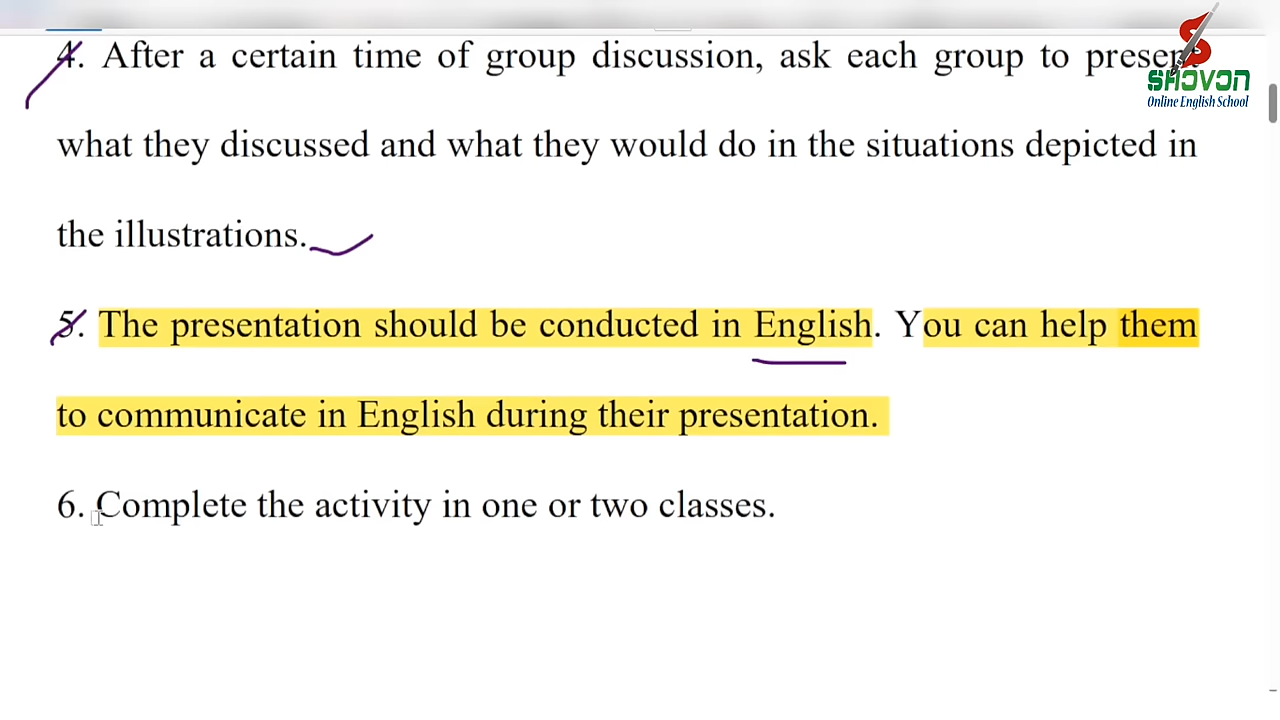 4. After a certain time of group discussion, ask each group to present
what they discussed and what they would do in the situations depicted in
the illustrations.
5. The presentation should be conducted in English. You can help them
to communicate in English during their presentation.
6. Complete the activity in one or two classes.
S
SHOVON
Online English School